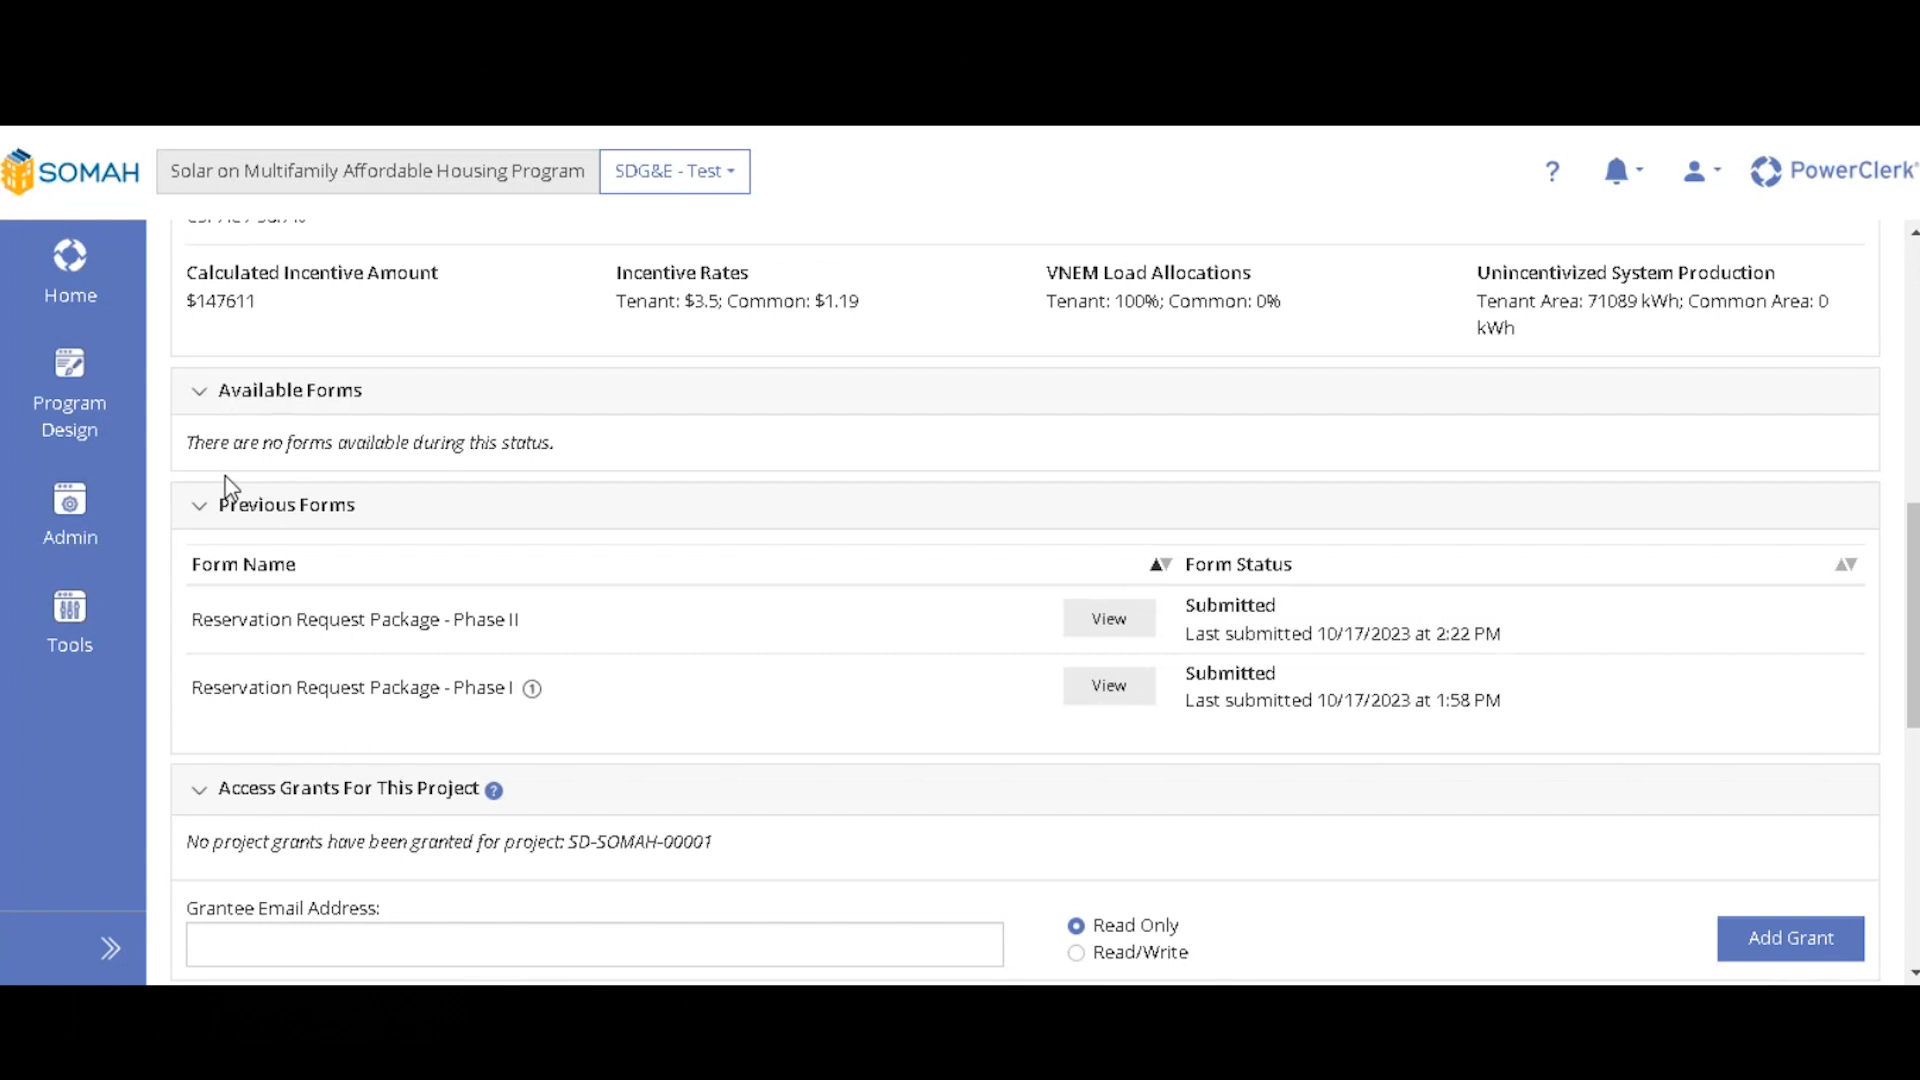 SOMAH
Solar on Multifamily Affordable Housing Program
SDG&E - Test
?
PowerClerk
Home
Program
Design
Admin
Tools
Calculated Incentive Amount
$147611
Incentive Rates
Tenant: $3.5; Common: $1.19
VNEM Load Allocations
Tenant: 100%; Common: 0%
Unincentivized System Production
Tenant Area: 71089 kWh; Common Area: 0
kWh
Available Forms
There are no forms available during this status.
Previous Forms
Form Name
Form Status
Reservation Request Package - Phase II
View
Submitted
Last submitted 10/17/2023 at 2:22 PM
Reservation Request Package - Phase I 1
View
Submitted
Last submitted 10/17/2023 at 1:58 PM
Access Grants For This Project ?
No project grants have been granted for project: SD-SOMAH-00001
Grantee Email Address:
Read Only
Read/Write
Add Grant